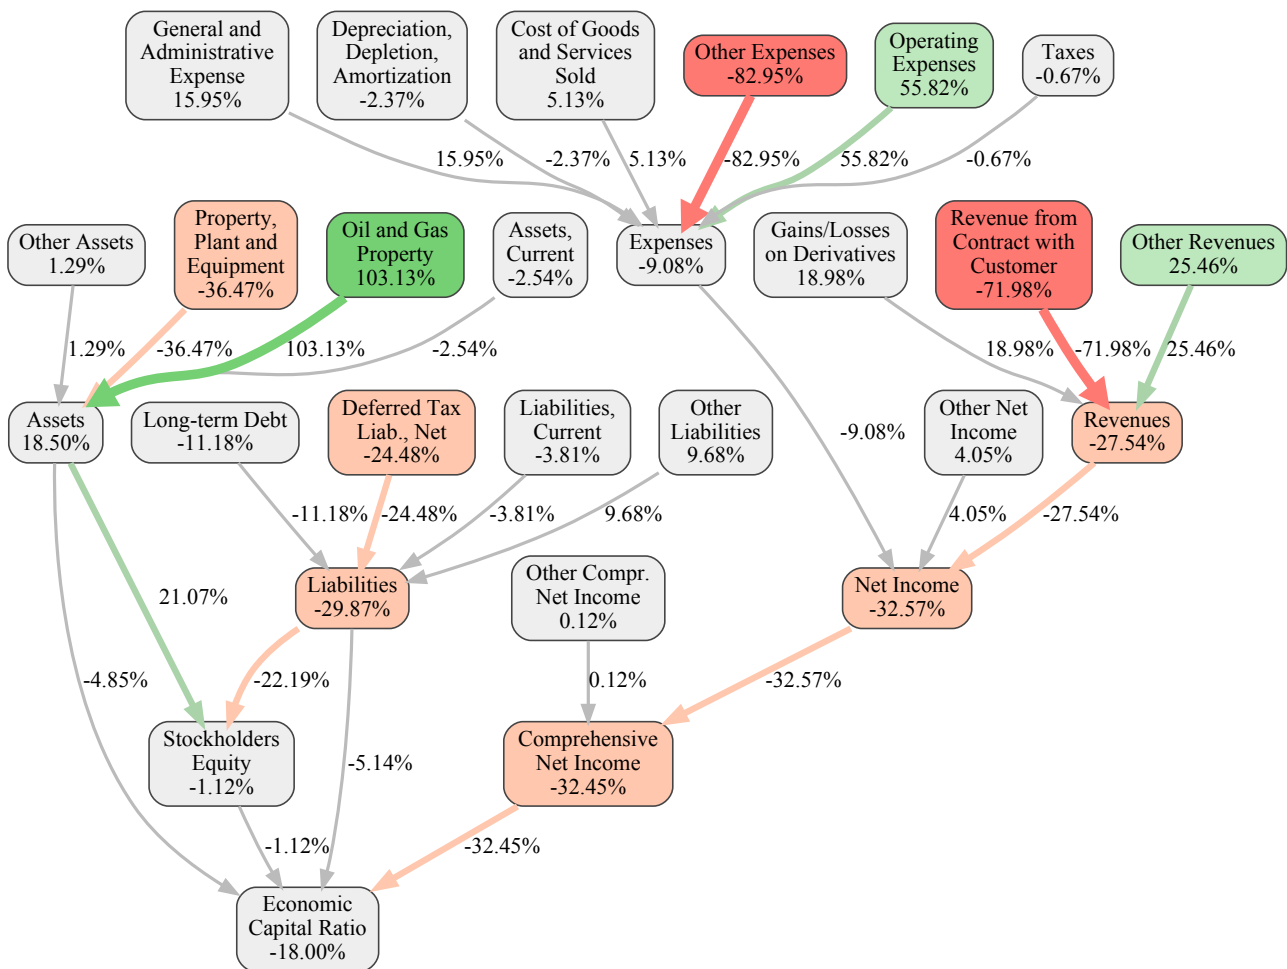 General and
Administrative
Expense
15.95%
Depreciation,
Depletion,
Amortization
-2.37%
Cost of Goods
and Services
Sold
5.13%
Other Expenses
-82.95%
Operating
Expenses
55.82%
Taxes
-0.67%
15.95%
-2.37%
5.13%
-82.95%
55.82%
-0.67%
Other Assets
1.29%
Property,
Plant and
Equipment
-36.47%
Oil and Gas
Property
103.13%
Assets,
Current
-2.54%
Expenses
-9.08%
Gains/Losses
on Derivatives
18.98%
Revenue from
Contract with
Customer
-71.98%
Other Revenues
25.46%
1.29%
-36.47%
103.13%
-2.54%
18.98%
-71.98%
25.46%
Assets
18.50%
Long-term Debt
-11.18%
Deferred Tax
Liab., Net
-24.48%
Liabilities,
Current
-3.81%
Other
Liabilities
9.68%
-9.08%
Other Net
Income
4.05%
Revenues
-27.54%
-11.18%
-24.48%
-3.81%
9.68%
4.05%
-27.54%
21.07%
Liabilities
-29.87%
Other Compr.
Net Income
0.12%
Net Income
-32.57%
-4.85%
-22.19%
0.12%
-32.57%
Stockholders
Equity
-1.12%
-5.14%
Comprehensive
Net Income
-32.45%
-1.12%
-32.45%
Economic
Capital Ratio
-18.00%